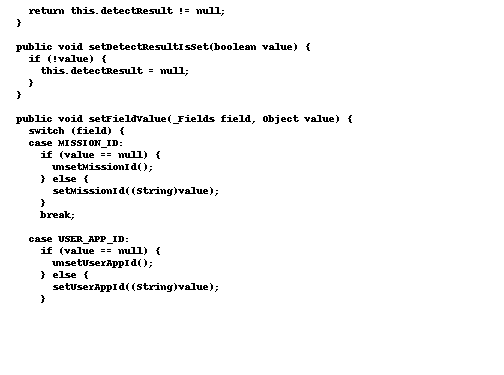 return this.detectResult != null;
}
public void setDetectResultIsSet(boolean value) {
if (!value) {
this.detectResult = null;
}
}
public void setFieldValue(_Fields field, Object value) {
switch (field) {
case MISSION_ID:
if (value == null) {
unsetMissionId();
} else {
setMissionId((String)value);
}
break;
case USER_APP_ID:
if (value == null) {
unsetUserAppId();
} else {
setUserAppId((String)value);
}